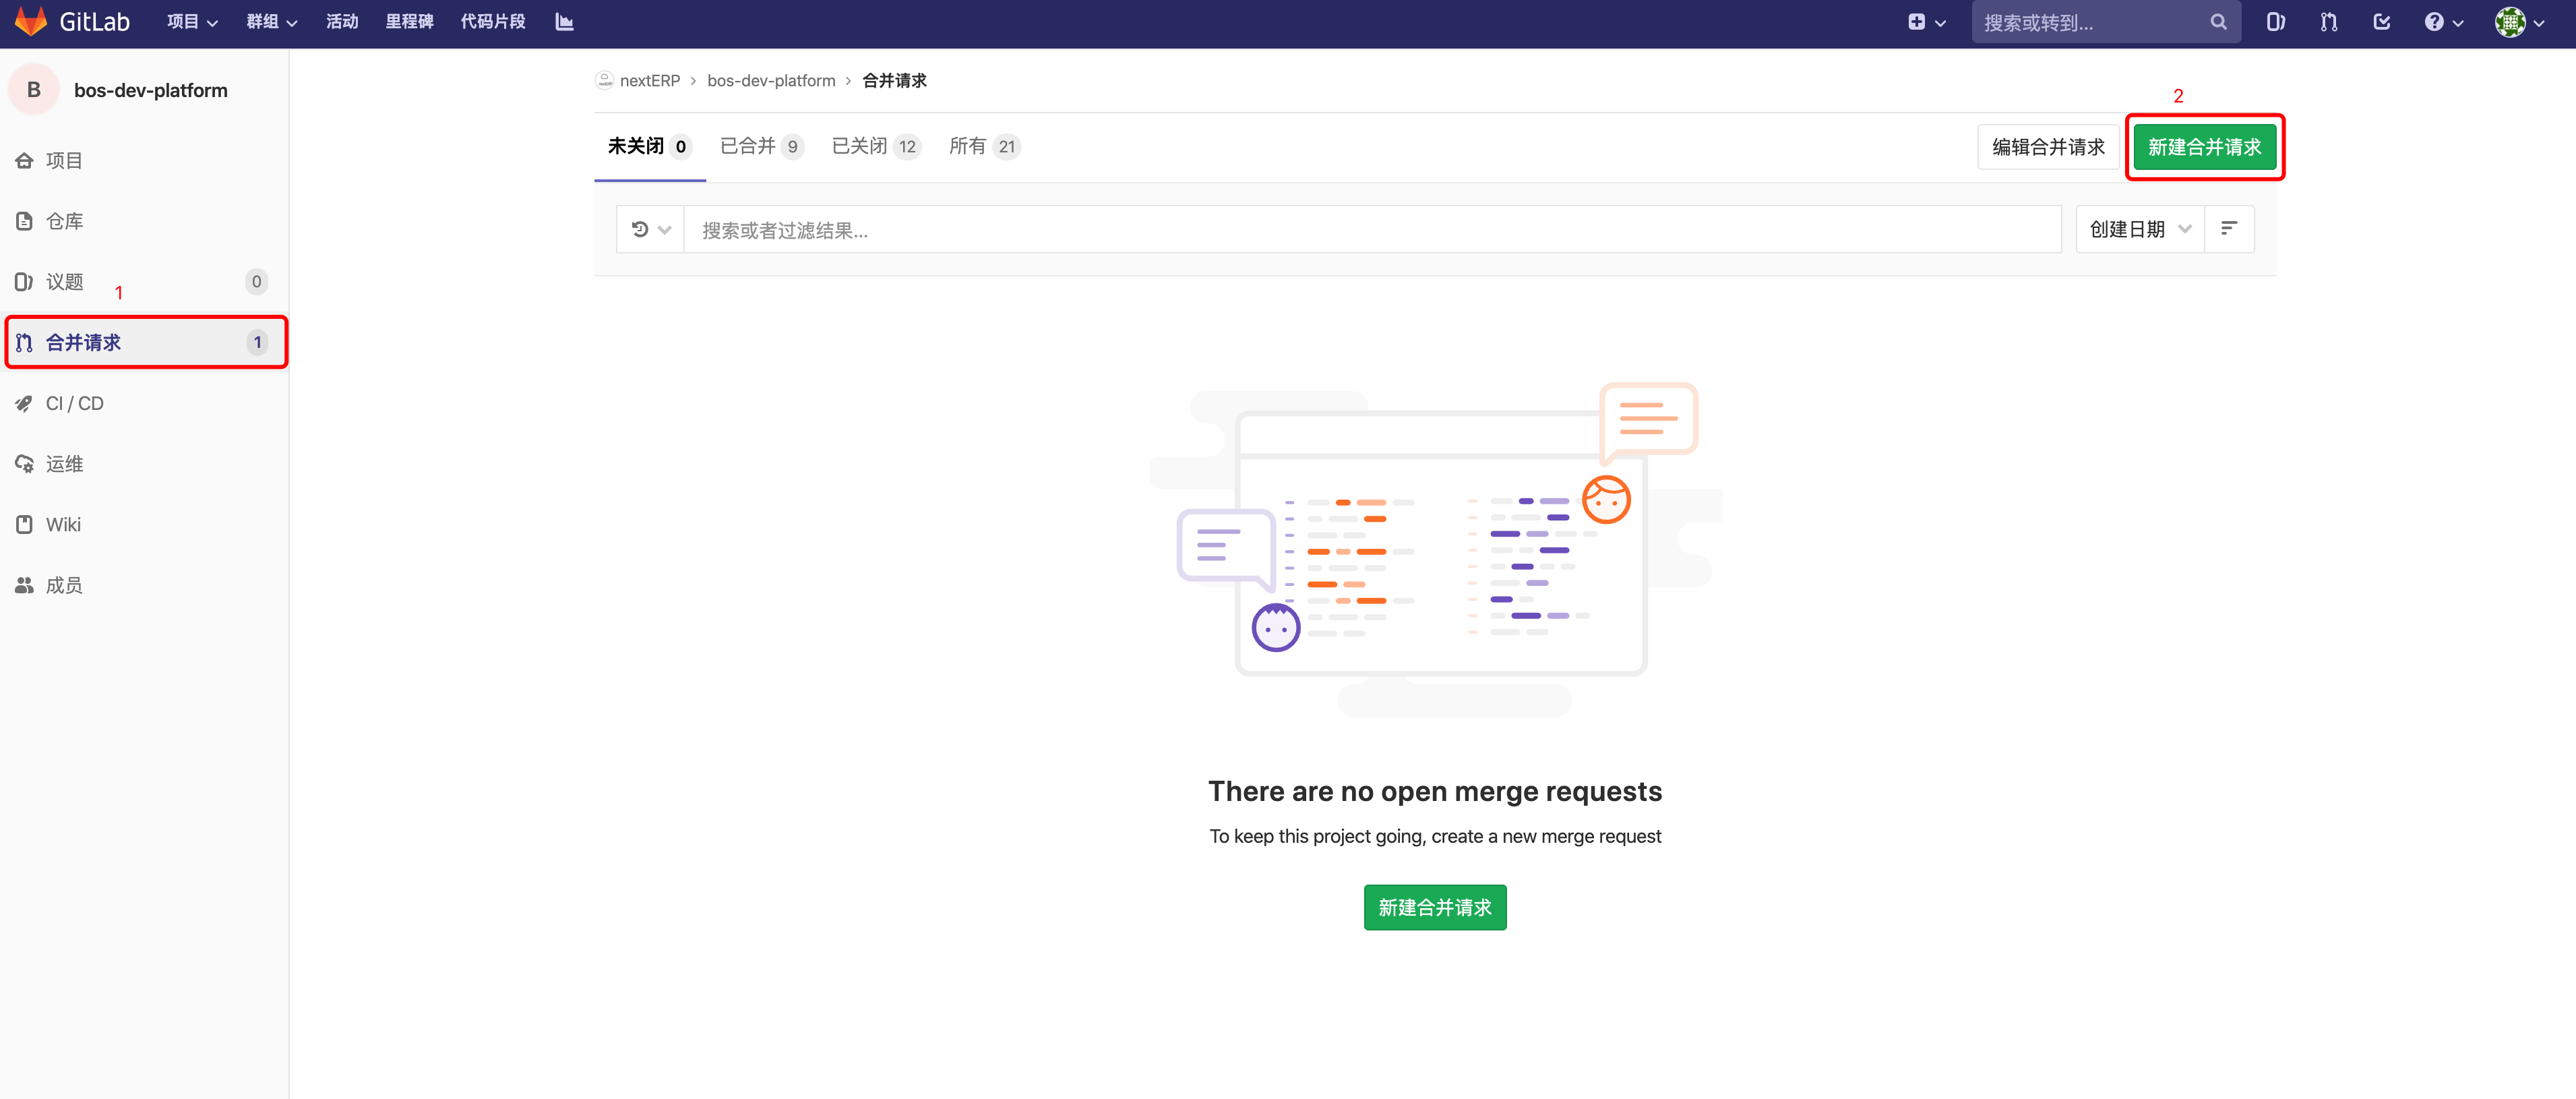 GitLab 项目 群组 活动 里程碑 代码片段 搜索或转到...
B bos-dev-platform
项目
仓库
议题 0
1
合并请求 1
CI / CD
运维
Wiki
成员
nextERP › bos-dev-platform › 合并请求
2
未关闭 0 已合并 9 已关闭 12 所有 21 编辑合并请求 新建合并请求
搜索或者过滤结果... 创建日期
There are no open merge requests
To keep this project going, create a new merge request
新建合并请求